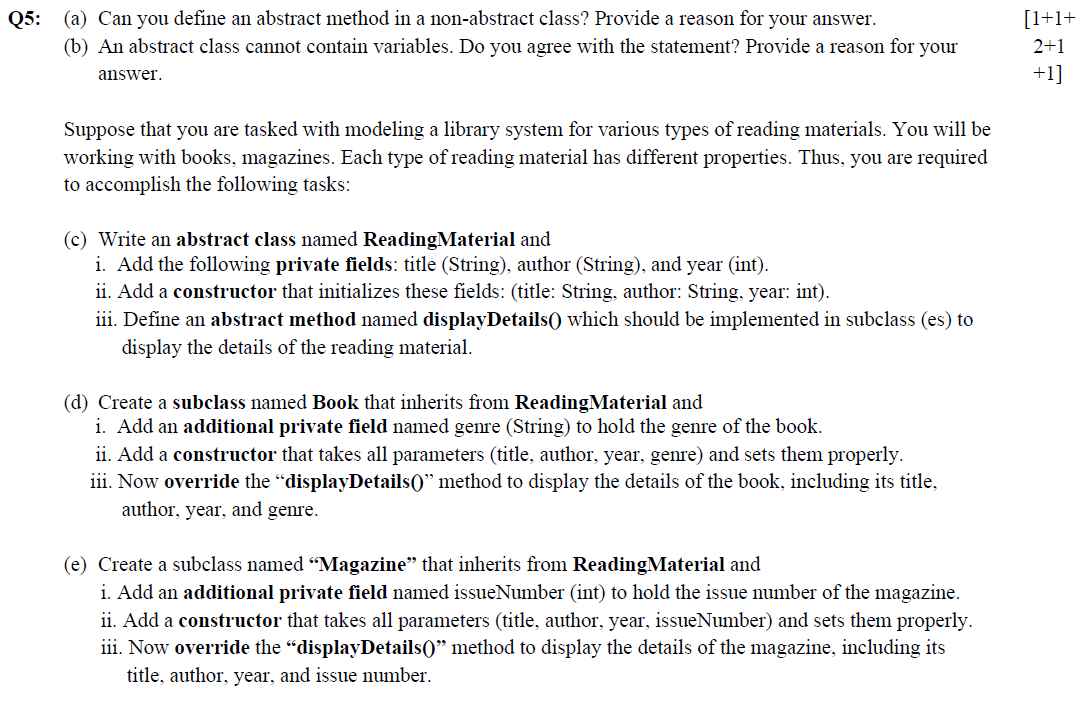 Q5: (a) Can you define an abstract method in a non-abstract class? Provide a reason for your answer. [1+1+
(b) An abstract class cannot contain variables. Do you agree with the statement? Provide a reason for your 2+1
answer. +1]
Suppose that you are tasked with modeling a library system for various types of reading materials. You will be
working with books, magazines. Each type of reading material has different properties. Thus, you are required
to accomplish the following tasks:
(c) Write an abstract class named ReadingMaterial and
i. Add the following private fields: title (String), author (String), and year (int).
ii. Add a constructor that initializes these fields: (title: String, author: String, year: int).
iii. Define an abstract method named displayDetails() which should be implemented in subclass (es) to
display the details of the reading material.
(d) Create a subclass named Book that inherits from ReadingMaterial and
i. Add an additional private field named genre (String) to hold the genre of the book.
ii. Add a constructor that takes all parameters (title, author, year, genre) and sets them properly.
iii. Now override the “displayDetails()” method to display the details of the book, including its title,
author, year, and genre.
(e) Create a subclass named “Magazine” that inherits from ReadingMaterial and
i. Add an additional private field named issueNumber (int) to hold the issue number of the magazine.
ii. Add a constructor that takes all parameters (title, author, year, issueNumber) and sets them properly.
iii. Now override the “displayDetails()” method to display the details of the magazine, including its
title, author, year, and issue number.